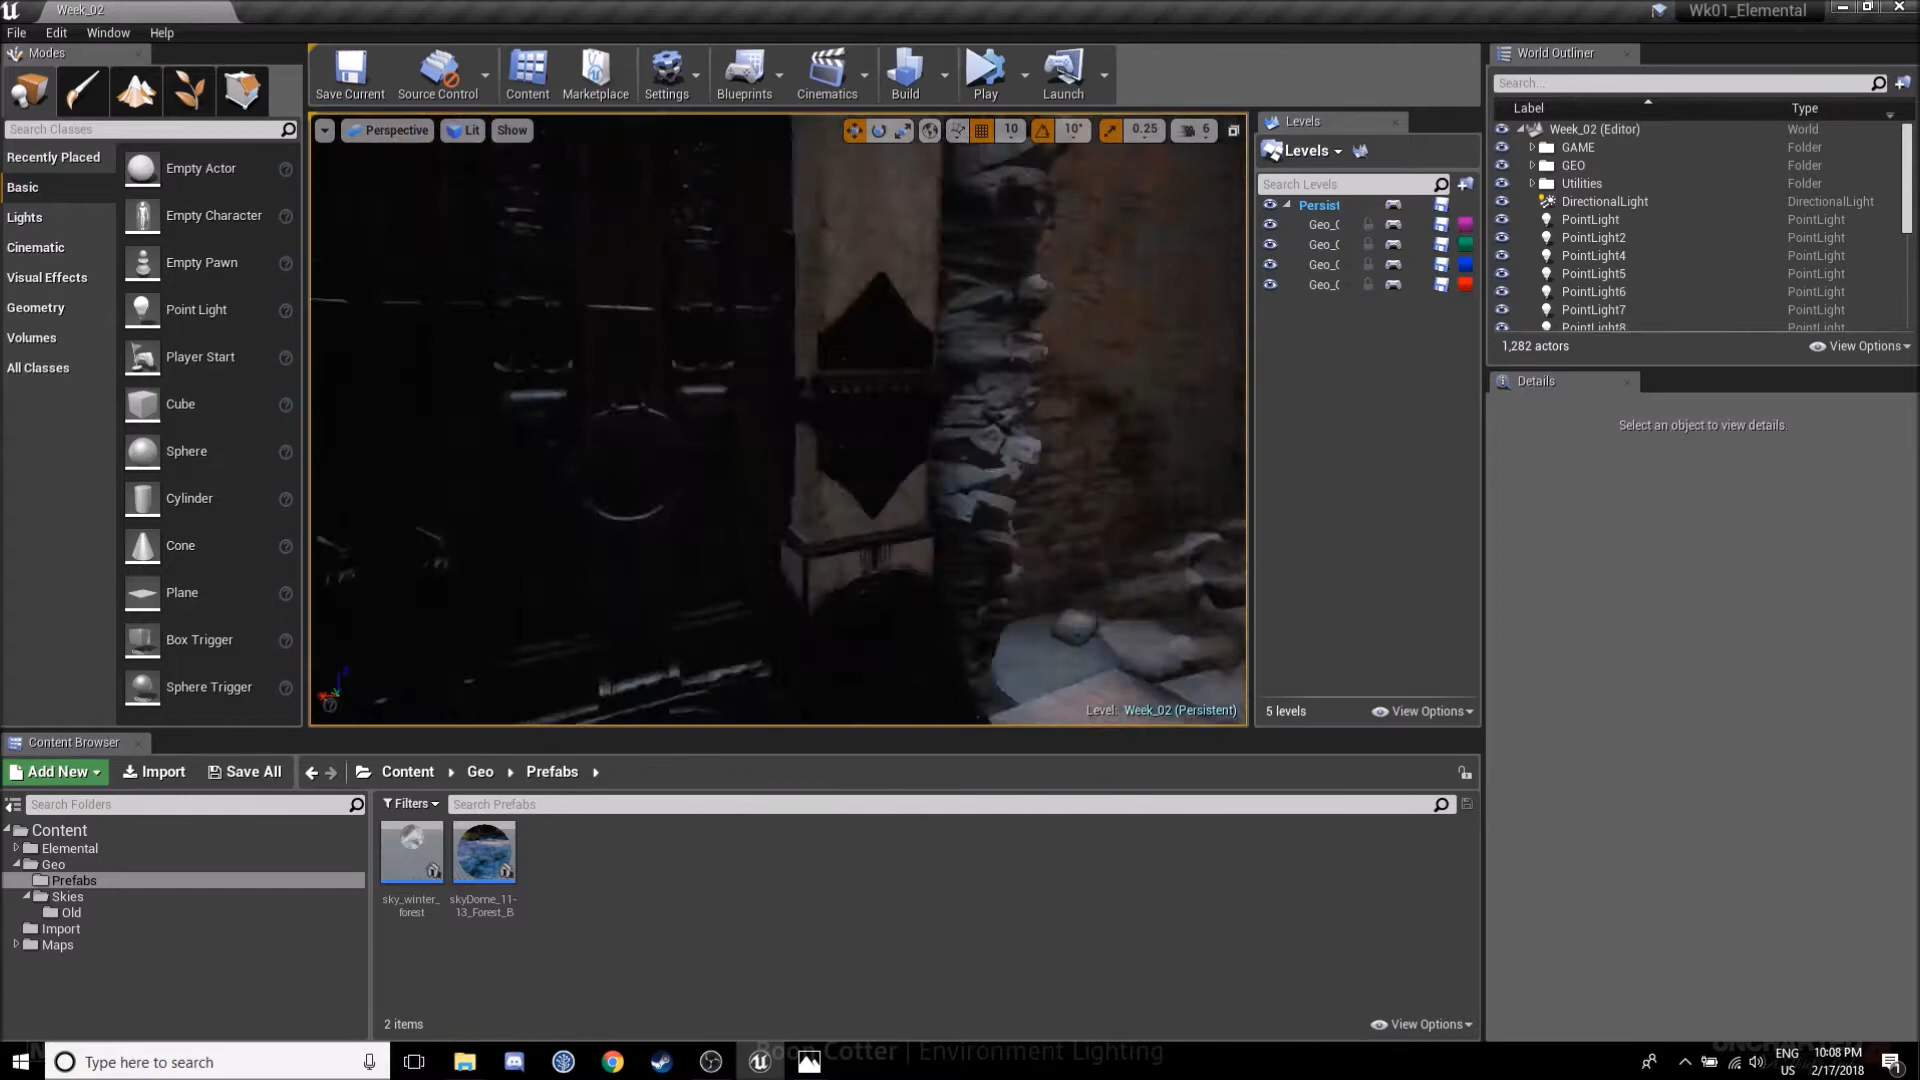 Week_02
Wk01_Elemental
File Edit Window Help
Modes
Search Classes
Recently Placed
Basic
Lights
Cinematic
Visual Effects
Geometry
Volumes
All Classes
Empty Actor
Empty Character
Empty Pawn
Point Light
Player Start
Cube
Sphere
Cylinder
Cone
Plane
Box Trigger
Sphere Trigger
Save Current
Source Control
Content
Marketplace
Settings
Blueprints
Cinematics
Build
Play
Launch
Perspective
Lit
Show
10
10°
0.25
6
Level: Week_02 (Persistent)
Levels
Levels
Search Levels
Persist
Geo_0
Geo_0
Geo_0
Geo_0
5 levels
View Options
World Outliner
Search...
Label Type
Week_02 (Editor) World
GAME Folder
GEO Folder
Utilities Folder
DirectionalLight DirectionalLight
PointLight PointLight
PointLight2 PointLight
PointLight4 PointLight
PointLight5 PointLight
PointLight6 PointLight
PointLight7 PointLight
PointLight8 PointLight
1,282 actors
View Options
Details
Select an object to view details.
Content Browser
Add New
Import
Save All
Content
Geo
Prefabs
Search Folders
Filters
Search Prefabs
Content
Elemental
Geo
Prefabs
Skies
Old
Import
Maps
sky_winter_
forest
skyDome_11-
13_Forest_B
2 items
View Options
Type here to search
Boon Cotter | Environment Lighting
ENG
US
10:08 PM
2/17/2018
1